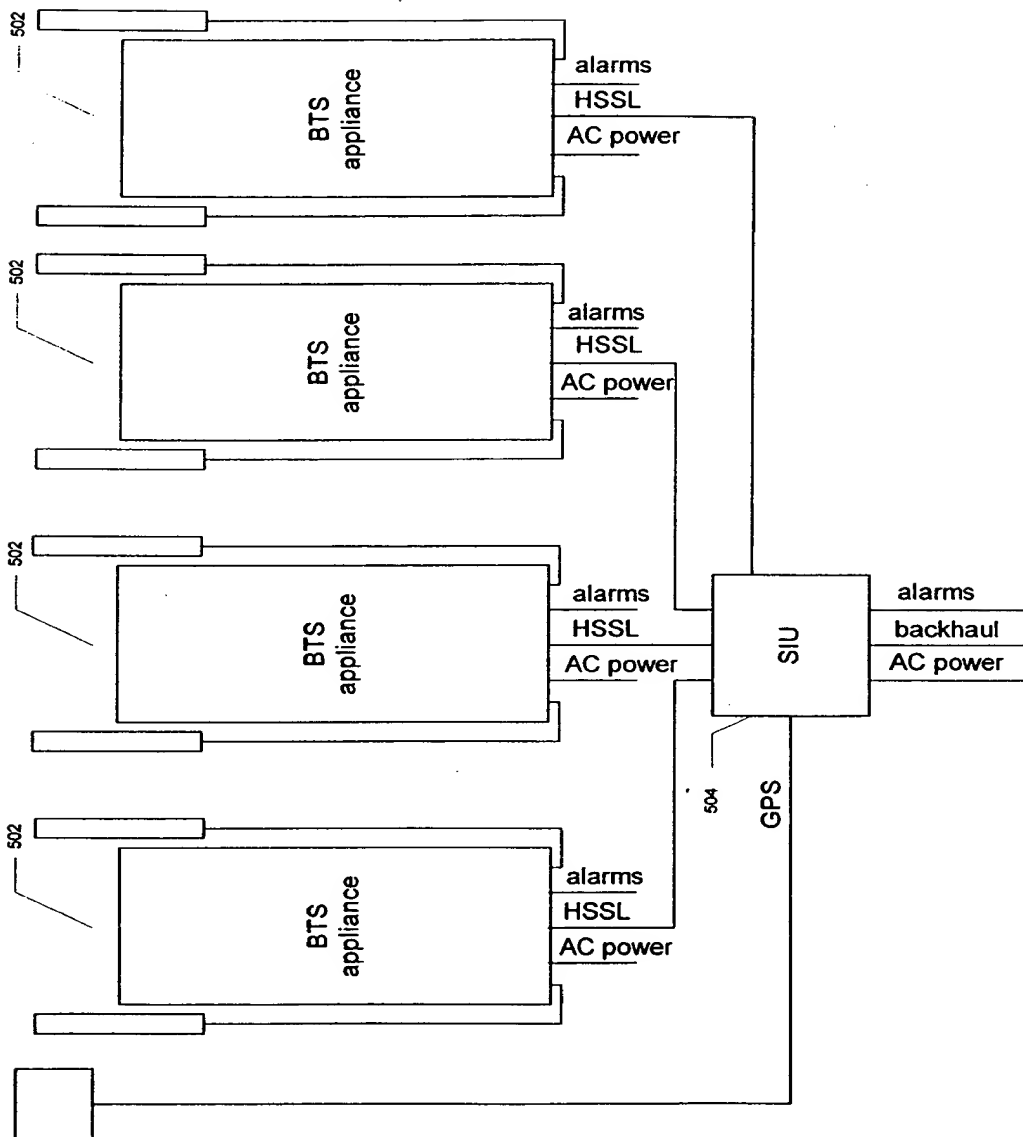 502
BTS
appliance
alarms
HSSL
AC power
502
BTS
appliance
alarms
HSSL
AC power
502
BTS
appliance
alarms
HSSL
AC power
502
BTS
appliance
alarms
HSSL
AC power
SIU
504
GPS
alarms
backhaul
AC power